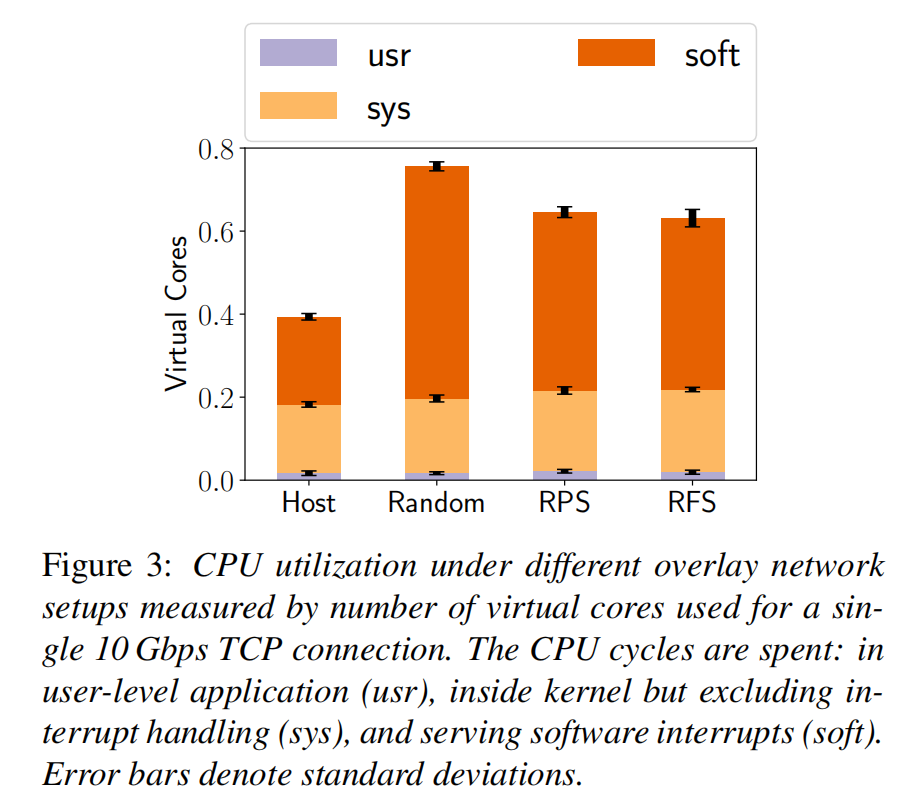 usr
soft
sys
0.8
0.6
0.4
0.2
0.0
Virtual Cores
Host Random RPS RFS
Figure 3: CPU utilization under different overlay network
setups measured by number of virtual cores used for a sin-
gle 10 Gbps TCP connection. The CPU cycles are spent: in
user-level application (usr), inside kernel but excluding in-
terrupt handling (sys), and serving software interrupts (soft).
Error bars denote standard deviations.